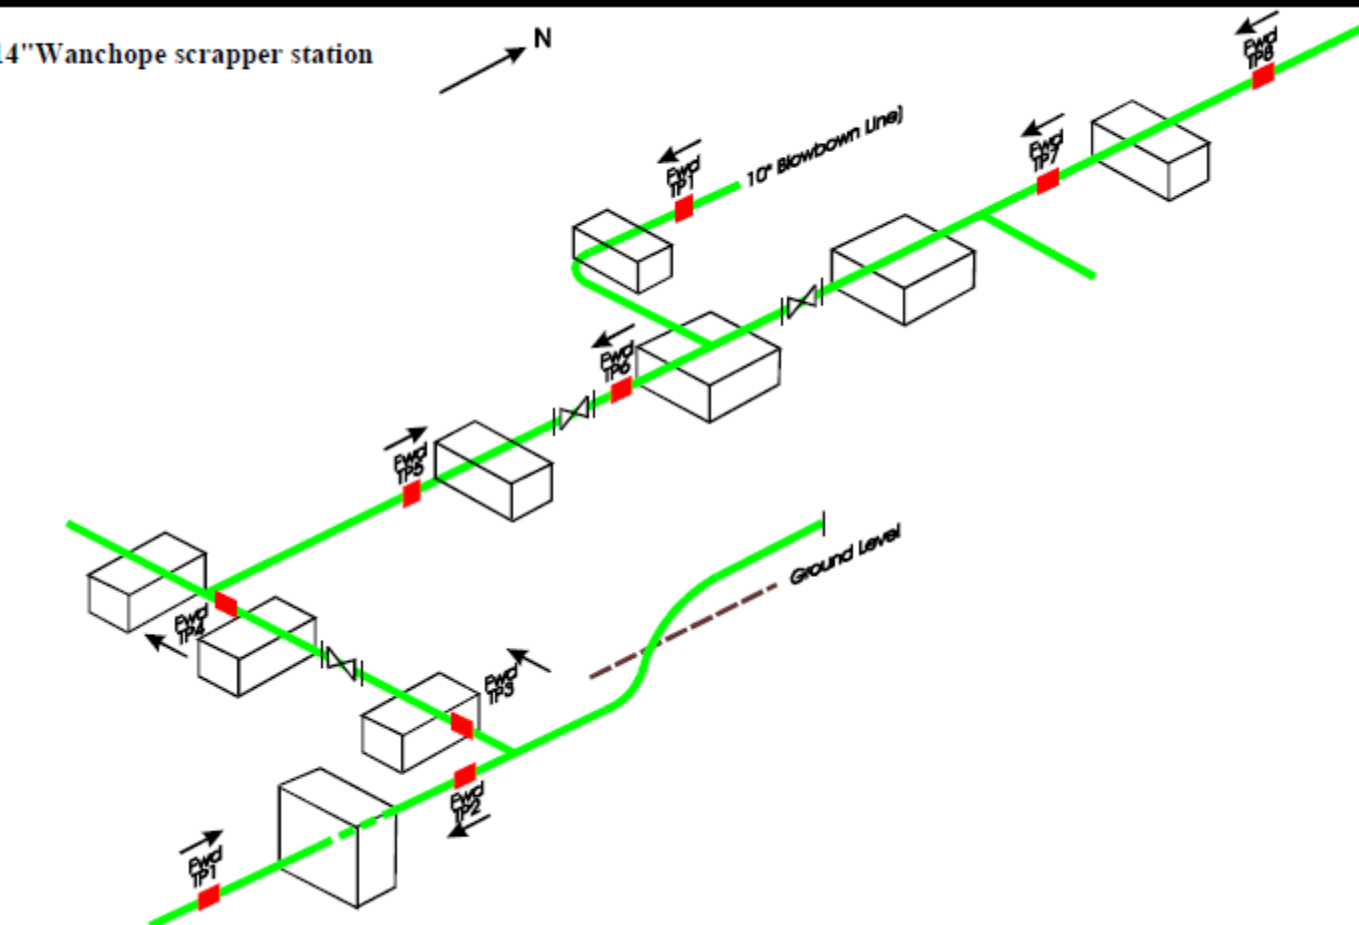 14"Wanchope scrapper station
N
Fwd
TP8
Fwd
TP7
Fwd
TP1
10" Blowbown Line)
Fwd
TP6
Fwd
TP5
Ground Level
Fwd
TP4
Fwd
TP3
Fwd
TP2
Fwd
TP1